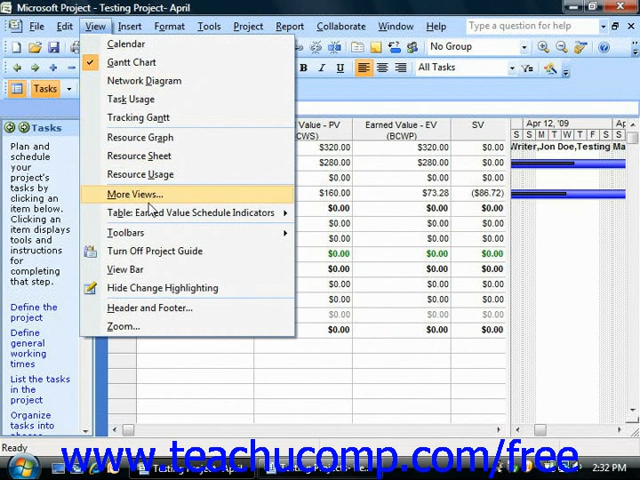 Microsoft Project - Testing Project- April
File Edit View Insert Format Tools Project Report Collaborate Window Help
No Group
Tasks
B I U
All Tasks
Calendar
Gantt Chart
Network Diagram
Task Usage
Tracking Gantt
Resource Graph
Resource Sheet
Resource Usage
More Views...
Table: Earned Value Schedule Indicators
Toolbars
Turn Off Project Guide
View Bar
Hide Change Highlighting
Header and Footer...
Zoom...
Tasks
Plan and
schedule
your
project's
tasks by
clicking an
item below.
Clicking an
item displays
tools and
instructions
for
completing
that step.
Define the
project
Define
general
working
times
List the tasks
in the
project
Organize
tasks into
Value - PV Earned Value - EV SV
(BCWP)
$320.00 $320.00 $0.00
$280.00 $280.00 $0.00
$160.00 $73.28 ($86.72)
$0.00 $0.00 $0.00
$0.00 $0.00 $0.00
$0.00 $0.00 $0.00
$0.00 $0.00 $0.00
$0.00 $0.00 $0.00
$0.00 $0.00 $0.00
$0.00 $0.00 $0.00
$0.00 $0.00 $0.00
$0.00 $0.00 $0.00
Apr 12, '09 Apr 19
S S M T W T F S S M
Writer,Jon Doe,Testing Ma
Ready
www.teachucomp.com/free
Testing Project- April
2:32 PM